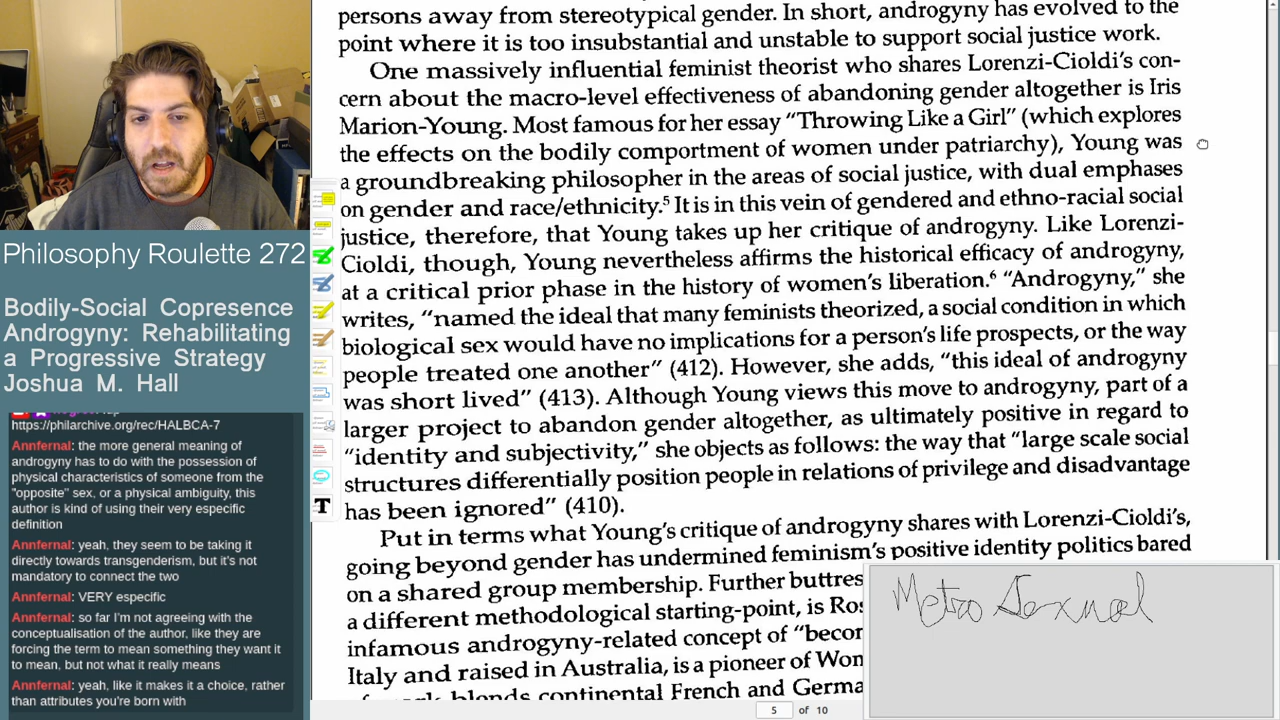 persons away from stereotypical gender. In short, androgyny has evolved to the
point where it is too insubstantial and unstable to support social justice work.
One massively influential feminist theorist who shares Lorenzi-Cioldi's con-
cern about the macro-level effectiveness of abandoning gender altogether is Iris
Marion-Young. Most famous for her essay “Throwing Like a Girl” (which explores
the effects on the bodily comportment of women under patriarchy), Young was
a groundbreaking philosopher in the areas of social justice, with dual emphases
on gender and race/ethnicity.5 It is in this vein of gendered and ethno-racial social
justice, therefore, that Young takes up her critique of androgyny. Like Lorenzi-
Cioldi, though, Young nevertheless affirms the historical efficacy of androgyny,
at a critical prior phase in the history of women's liberation.6 “Androgyny,” she
writes, “named the ideal that many feminists theorized, a social condition in which
biological sex would have no implications for a person's life prospects, or the way
people treated one another” (412). However, she adds, “this ideal of androgyny
was short lived” (413). Although Young views this move to androgyny, part of a
larger project to abandon gender altogether, as ultimately positive in regard to
“identity and subjectivity,” she objects as follows: the way that “large scale social
structures differentially position people in relations of privilege and disadvantage
has been ignored” (410).
Put in terms what Young's critique of androgyny shares with Lorenzi-Cioldi's,
going beyond gender has undermined feminism's positive identity politics bared
on a shared group membership. Further buttres
a different methodological starting-point, is Ros
infamous androgyny-related concept of “becor
Italy and raised in Australia, is a pioneer of Won
blends continental French and Germa
5 of 10
Metro Sexual
T
Philosophy Roulette 272
Bodily-Social Copresence
Androgyny: Rehabilitating
a Progressive Strategy
Joshua M. Hall
https://philarchive.org/rec/HALBCA-7
Annfernal: the more general meaning of
androgyny has to do with the possession of
physical characteristics of someone from the
"opposite" sex, or a physical ambiguity, this
author is kind of using their very especific
definition
Annfernal: yeah, they seem to be taking it
directly towards transgenderism, but it's not
mandatory to connect the two
Annfernal: VERY especific
Annfernal: so far I'm not agreeing with the
conceptualisation of the author, like they are
forcing the term to mean something they want it
to mean, but not what it really means
Annfernal: yeah, like it makes it a choice, rather
than attributes you're born with